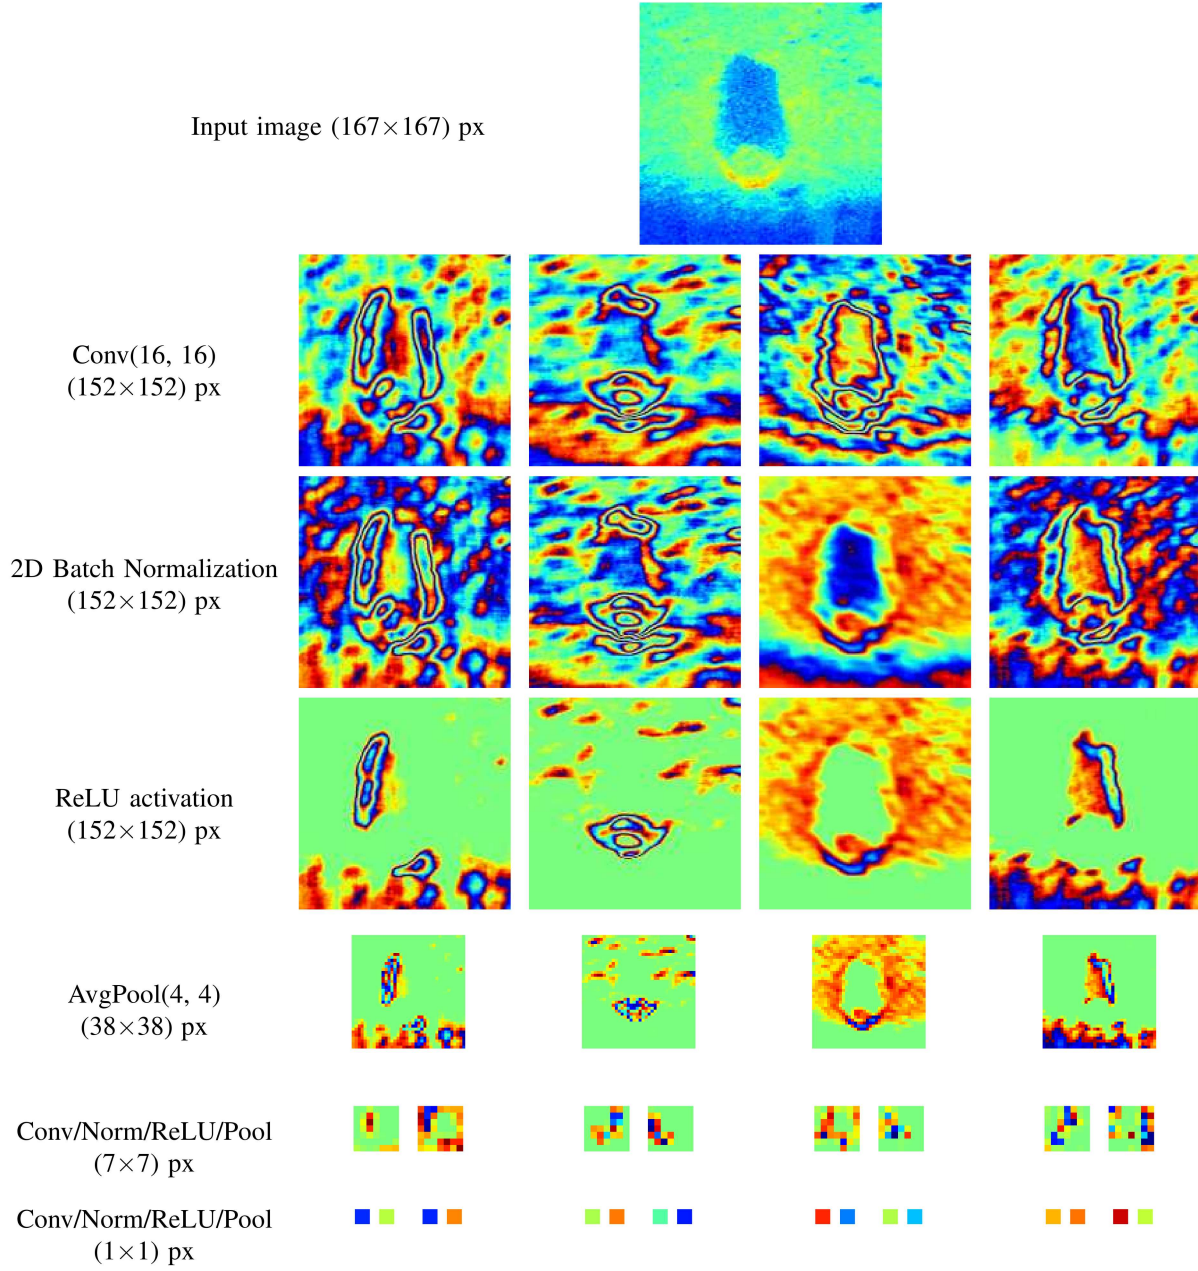 Input image (167×167) px
Conv(16, 16)
(152×152) px
2D Batch Normalization
(152×152) px
ReLU activation
(152×152) px
AvgPool(4, 4)
(38×38) px
Conv/Norm/ReLU/Pool
(7×7) px
Conv/Norm/ReLU/Pool
(1×1) px